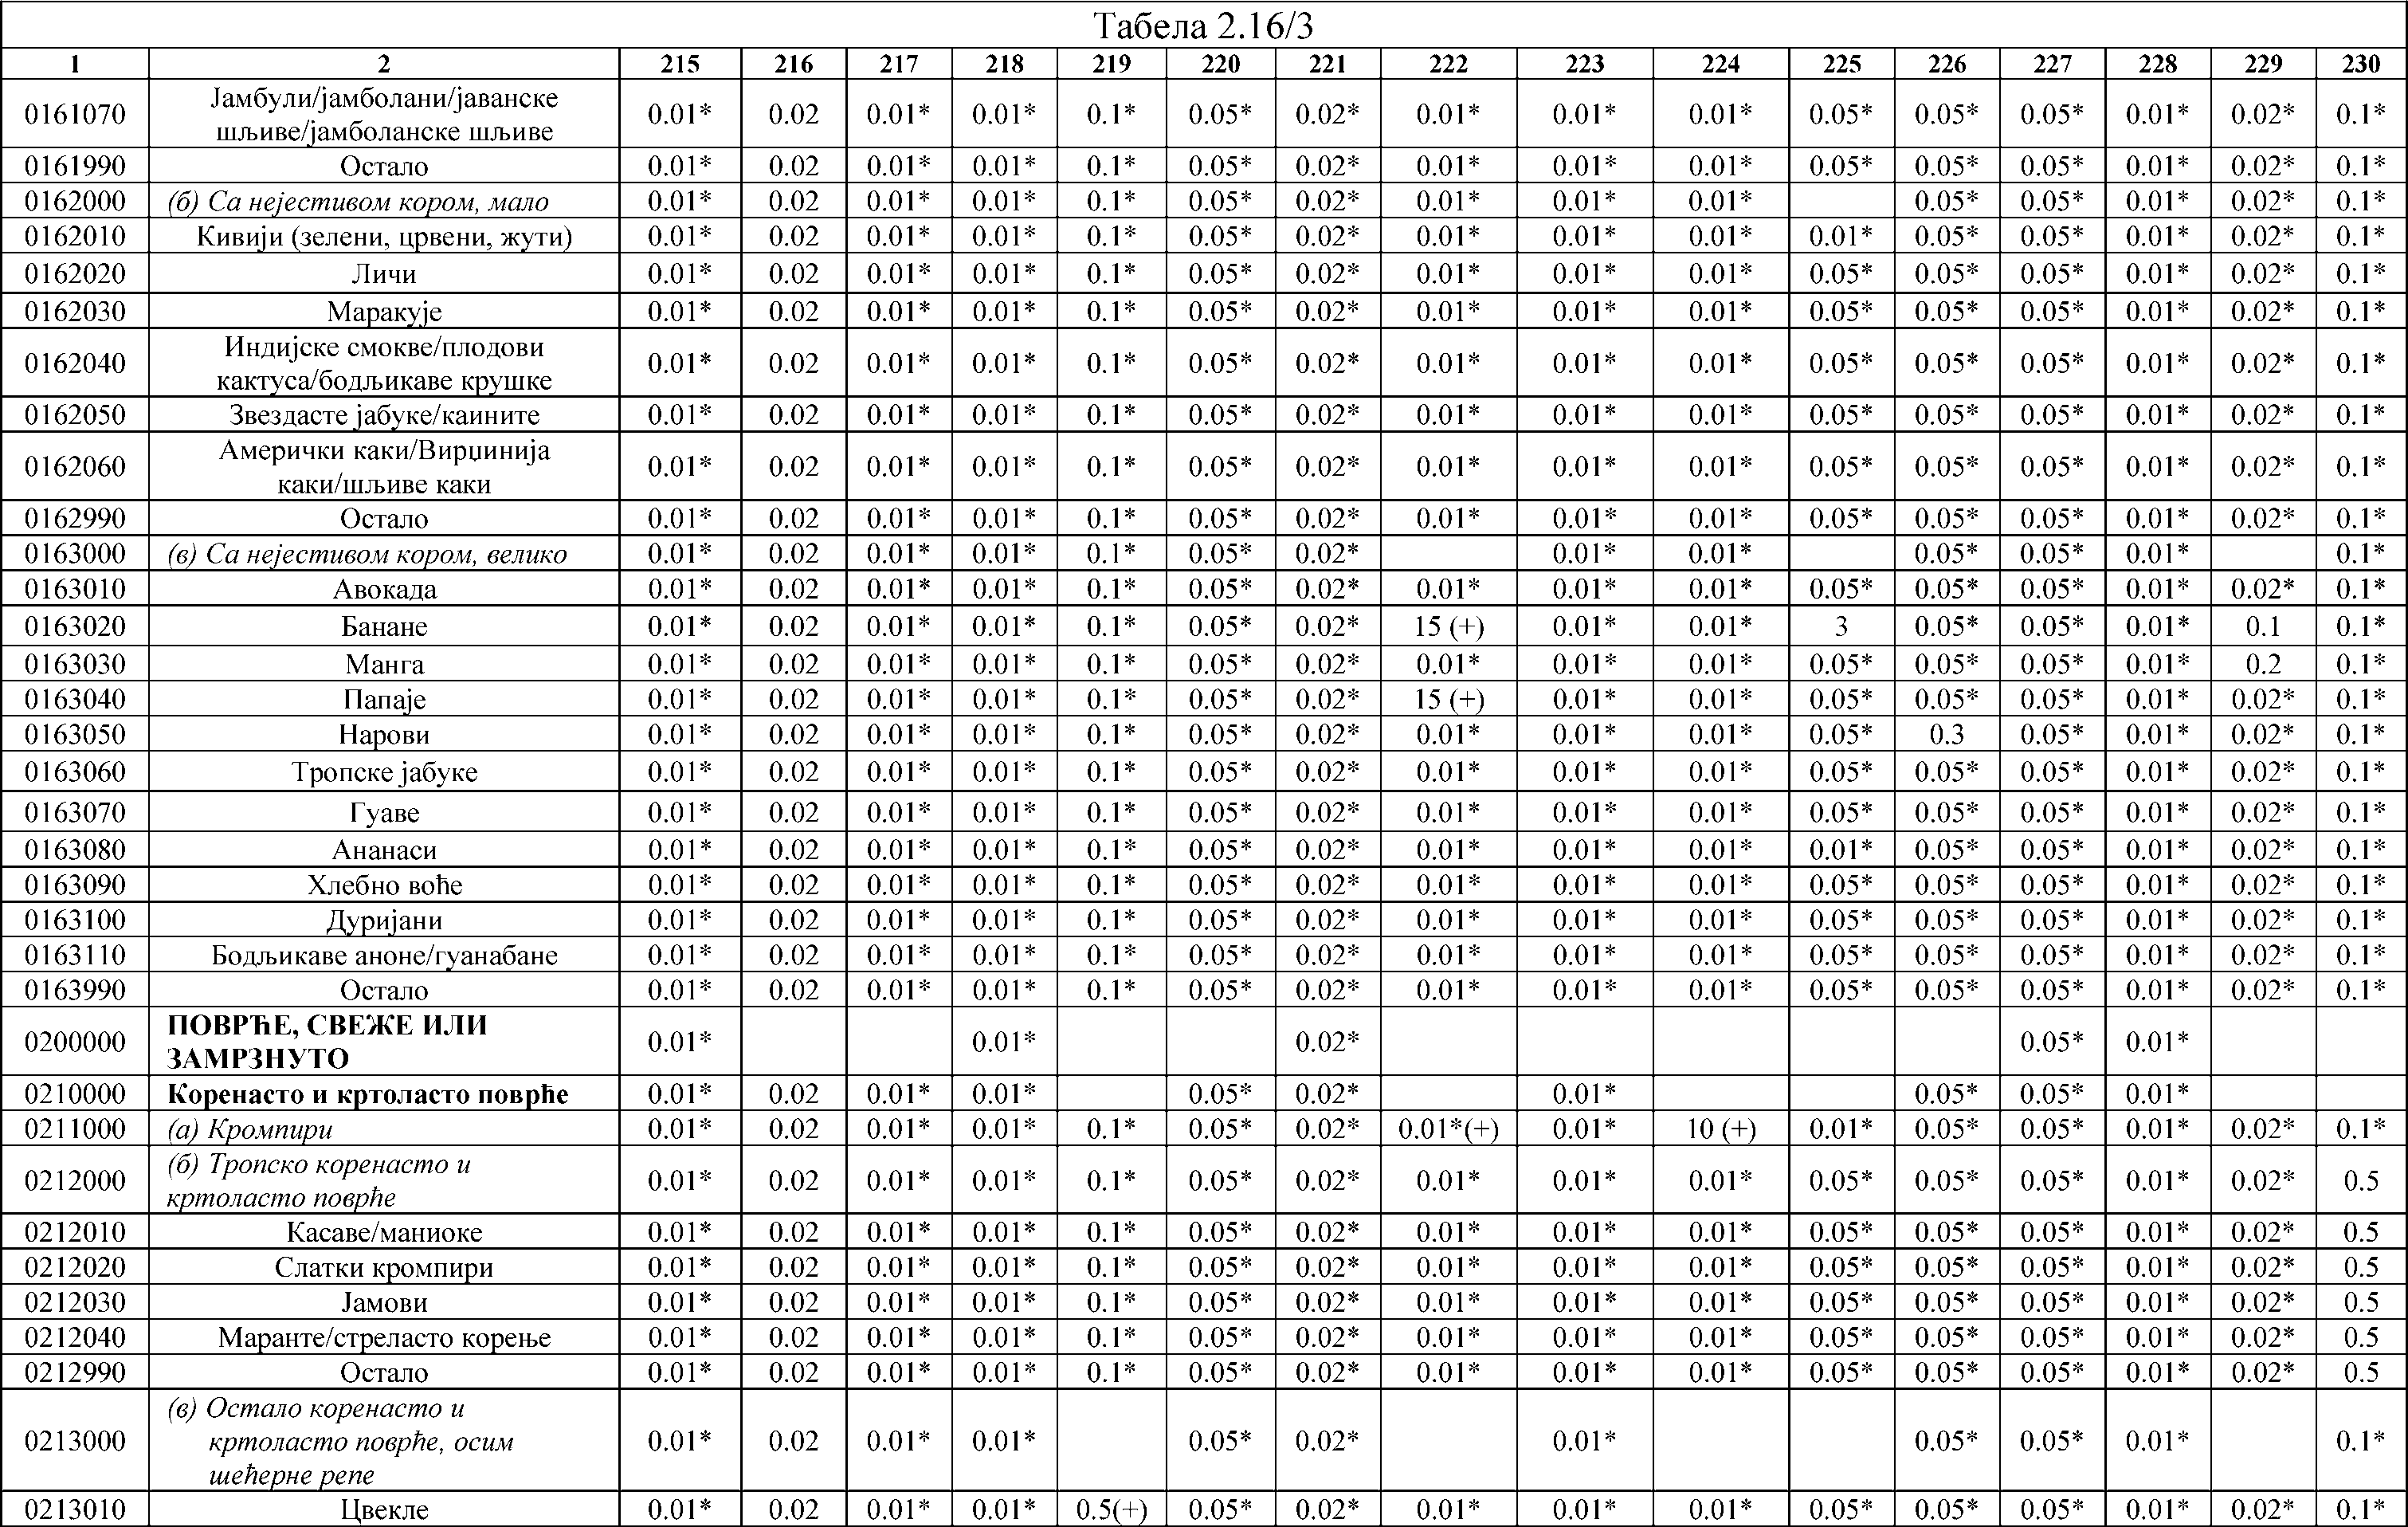 Табела 2.16/3
1 2 215 216 217 218 219 220 221 222 223 224 225 226 227 228 229 230
0161070 Јамбули/јамболани/јаванске шљиве/јамболанске шљиве 0.01* 0.02 0.01* 0.01* 0.1* 0.05* 0.02* 0.01* 0.01* 0.01* 0.05* 0.05* 0.05* 0.01* 0.02* 0.1*
0161990 Остало 0.01* 0.02 0.01* 0.01* 0.1* 0.05* 0.02* 0.01* 0.01* 0.01* 0.05* 0.05* 0.05* 0.01* 0.02* 0.1*
0162000 (б) Са нејестивом кором, мало 0.01* 0.02 0.01* 0.01* 0.1* 0.05* 0.02* 0.01* 0.01* 0.01* 0.05* 0.05* 0.01* 0.02* 0.1*
0162010 Кивији (зелени, црвени, жути) 0.01* 0.02 0.01* 0.01* 0.1* 0.05* 0.02* 0.01* 0.01* 0.01* 0.01* 0.05* 0.05* 0.01* 0.02* 0.1*
0162020 Личи 0.01* 0.02 0.01* 0.01* 0.1* 0.05* 0.02* 0.01* 0.01* 0.01* 0.05* 0.05* 0.05* 0.01* 0.02* 0.1*
0162030 Маракује 0.01* 0.02 0.01* 0.01* 0.1* 0.05* 0.02* 0.01* 0.01* 0.01* 0.05* 0.05* 0.05* 0.01* 0.02* 0.1*
0162040 Индијске смокве/плодови кактуса/бодљикаве крушке 0.01* 0.02 0.01* 0.01* 0.1* 0.05* 0.02* 0.01* 0.01* 0.01* 0.05* 0.05* 0.05* 0.01* 0.02* 0.1*
0162050 Звездасте јабуке/каините 0.01* 0.02 0.01* 0.01* 0.1* 0.05* 0.02* 0.01* 0.01* 0.01* 0.05* 0.05* 0.05* 0.01* 0.02* 0.1*
0162060 Амерички каки/Вирџинија каки/шљиве каки 0.01* 0.02 0.01* 0.01* 0.1* 0.05* 0.02* 0.01* 0.01* 0.01* 0.05* 0.05* 0.05* 0.01* 0.02* 0.1*
0162990 Остало 0.01* 0.02 0.01* 0.01* 0.1* 0.05* 0.02* 0.01* 0.01* 0.01* 0.05* 0.05* 0.05* 0.01* 0.02* 0.1*
0163000 (в) Са нејестивом кором, велико 0.01* 0.02 0.01* 0.01* 0.1* 0.05* 0.02* 0.01* 0.01* 0.05* 0.05* 0.01* 0.1*
0163010 Авокада 0.01* 0.02 0.01* 0.01* 0.1* 0.05* 0.02* 0.01* 0.01* 0.01* 0.05* 0.05* 0.05* 0.01* 0.02* 0.1*
0163020 Банане 0.01* 0.02 0.01* 0.01* 0.1* 0.05* 0.02* 15 (+) 0.01* 0.01* 3 0.05* 0.05* 0.01* 0.1 0.1*
0163030 Манга 0.01* 0.02 0.01* 0.01* 0.1* 0.05* 0.02* 0.01* 0.01* 0.01* 0.05* 0.05* 0.05* 0.01* 0.2 0.1*
0163040 Папаје 0.01* 0.02 0.01* 0.01* 0.1* 0.05* 0.02* 15 (+) 0.01* 0.01* 0.05* 0.05* 0.05* 0.01* 0.02* 0.1*
0163050 Нарови 0.01* 0.02 0.01* 0.01* 0.1* 0.05* 0.02* 0.01* 0.01* 0.01* 0.05* 0.3 0.05* 0.01* 0.02* 0.1*
0163060 Тропске јабуке 0.01* 0.02 0.01* 0.01* 0.1* 0.05* 0.02* 0.01* 0.01* 0.01* 0.05* 0.05* 0.05* 0.01* 0.02* 0.1*
0163070 Гуаве 0.01* 0.02 0.01* 0.01* 0.1* 0.05* 0.02* 0.01* 0.01* 0.01* 0.05* 0.05* 0.05* 0.01* 0.02* 0.1*
0163080 Ананаси 0.01* 0.02 0.01* 0.01* 0.1* 0.05* 0.02* 0.01* 0.01* 0.01* 0.01* 0.05* 0.05* 0.01* 0.02* 0.1*
0163090 Хлебно воће 0.01* 0.02 0.01* 0.01* 0.1* 0.05* 0.02* 0.01* 0.01* 0.01* 0.05* 0.05* 0.05* 0.01* 0.02* 0.1*
0163100 Дуријани 0.01* 0.02 0.01* 0.01* 0.1* 0.05* 0.02* 0.01* 0.01* 0.01* 0.05* 0.05* 0.05* 0.01* 0.02* 0.1*
0163110 Бодљикаве аноне/гуанабане 0.01* 0.02 0.01* 0.01* 0.1* 0.05* 0.02* 0.01* 0.01* 0.01* 0.05* 0.05* 0.05* 0.01* 0.02* 0.1*
0163990 Остало 0.01* 0.02 0.01* 0.01* 0.1* 0.05* 0.02* 0.01* 0.01* 0.01* 0.05* 0.05* 0.05* 0.01* 0.02* 0.1*
0200000 ПОВРЋЕ, СВЕЖЕ ИЛИ ЗАМРЗНУТО 0.01* 0.01* 0.02* 0.05* 0.01*
0210000 Коренасто и кртоласто поврће 0.01* 0.02 0.01* 0.01* 0.05* 0.02* 0.01* 0.05* 0.05* 0.01*
0211000 (а) Кромпири 0.01* 0.02 0.01* 0.01* 0.1* 0.05* 0.02* 0.01*(+) 0.01* 10 (+) 0.01* 0.05* 0.05* 0.01* 0.02* 0.1*
0212000 (б) Тропско коренасто и кртоласто поврће 0.01* 0.02 0.01* 0.01* 0.1* 0.05* 0.02* 0.01* 0.01* 0.01* 0.05* 0.05* 0.05* 0.01* 0.02* 0.5
0212010 Касаве/маниоке 0.01* 0.02 0.01* 0.01* 0.1* 0.05* 0.02* 0.01* 0.01* 0.01* 0.05* 0.05* 0.05* 0.01* 0.02* 0.5
0212020 Слатки кромпири 0.01* 0.02 0.01* 0.01* 0.1* 0.05* 0.02* 0.01* 0.01* 0.01* 0.05* 0.05* 0.05* 0.01* 0.02* 0.5
0212030 Јамови 0.01* 0.02 0.01* 0.01* 0.1* 0.05* 0.02* 0.01* 0.01* 0.01* 0.05* 0.05* 0.05* 0.01* 0.02* 0.5
0212040 Маранте/стреласто корење 0.01* 0.02 0.01* 0.01* 0.1* 0.05* 0.02* 0.01* 0.01* 0.01* 0.05* 0.05* 0.05* 0.01* 0.02* 0.5
0212990 Остало 0.01* 0.02 0.01* 0.01* 0.1* 0.05* 0.02* 0.01* 0.01* 0.01* 0.05* 0.05* 0.05* 0.01* 0.02* 0.5
0213000 (в) Остало коренасто и кртоласто поврће, осим шећерне репе 0.01* 0.02 0.01* 0.01* 0.05* 0.02* 0.01* 0.05* 0.05* 0.01* 0.1*
0213010 Цвекле 0.01* 0.02 0.01* 0.01* 0.5(+) 0.05* 0.02* 0.01* 0.01* 0.01* 0.05* 0.05* 0.05* 0.01* 0.02* 0.1*